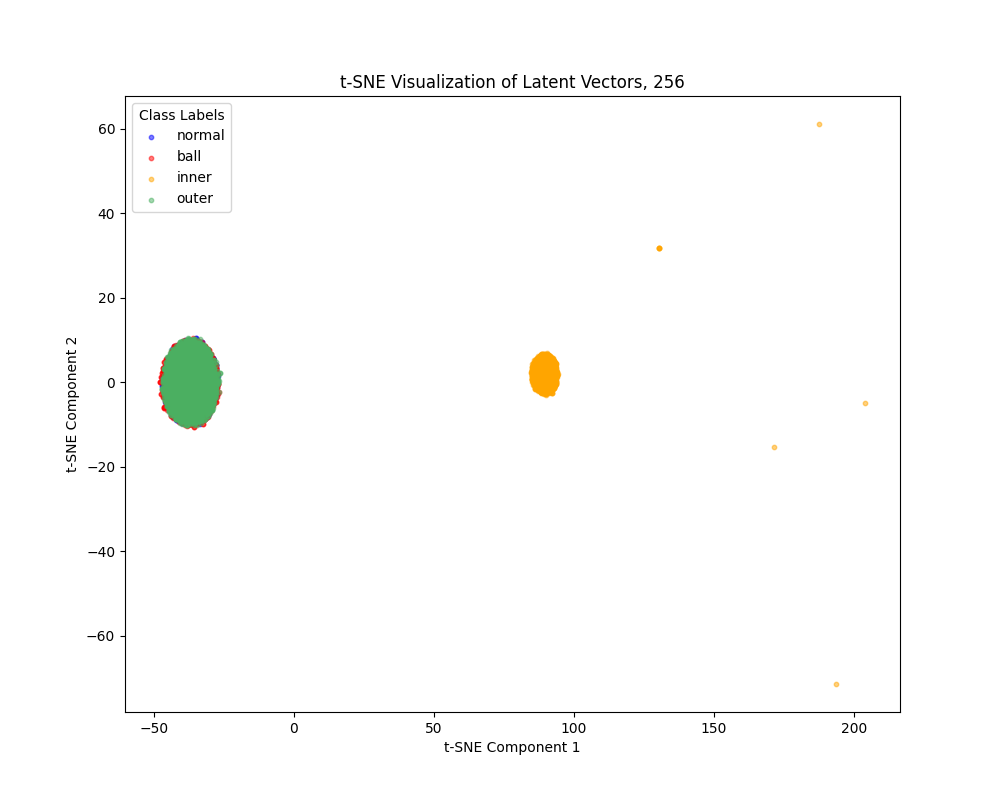 t-SNE Visualization of Latent Vectors, 256
Class Labels
normal
ball
inner
outer
60
40
20
0
−20
−40
−60
t-SNE Component 2
−50
0
50
100
150
200
t-SNE Component 1